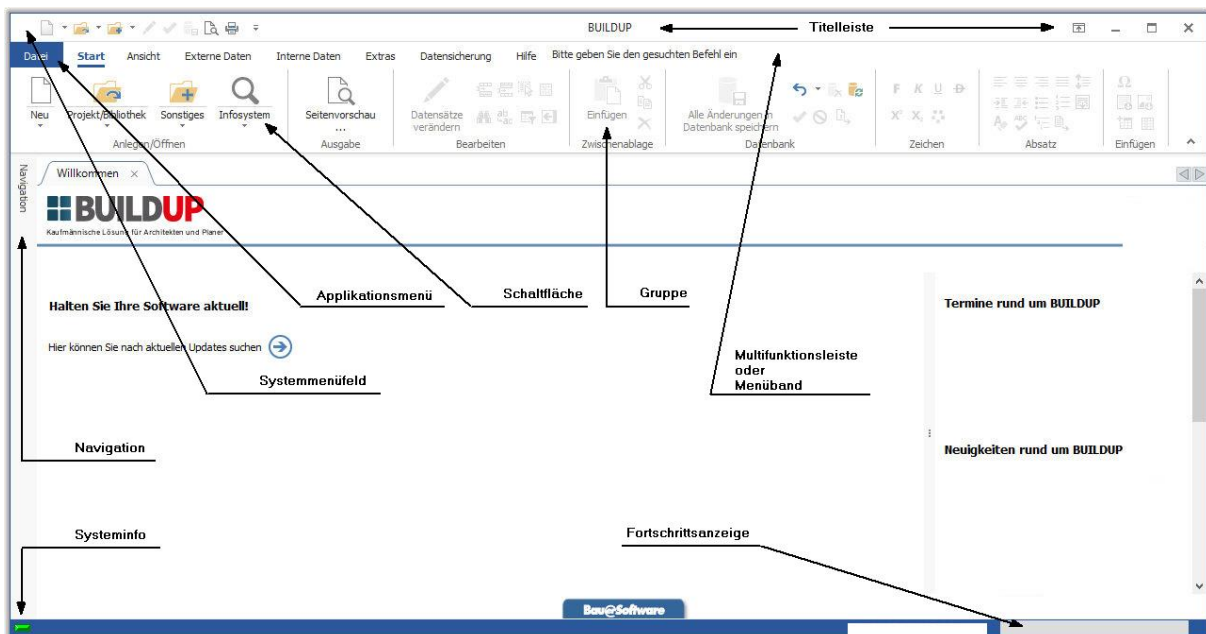 BUILDUP
Titelleiste
Datei Start Ansicht Externe Daten Interne Daten Extras Datensicherung Hilfe Bitte geben Sie den gesuchten Befehl ein
Neu
Projekt/Bibliothek
Sonstiges
Infosystem
Anlegen/Öffnen
Seitenvorschau
...
Ausgabe
Datensätze
verändern
Bearbeiten
Einfügen
Zwischenablage
Alle Änderungen in
Datenbank speichern
Datenbank
F K U D
Zeichen
Absatz
Einfügen
Navigation
Willkommen
BUILDUP
Kaufmännische Lösung für Architekten und Planer
Applikationsmenü
Schaltfläche
Gruppe
Halten Sie Ihre Software aktuell!
Hier können Sie nach aktuellen Updates suchen
Systemmenüfeld
Multifunktionsleiste
oder
Menüband
Termine rund um BUILDUP
Navigation
Neuigkeiten rund um BUILDUP
Systeminfo
Fortschrittsanzeige
Bau@Software